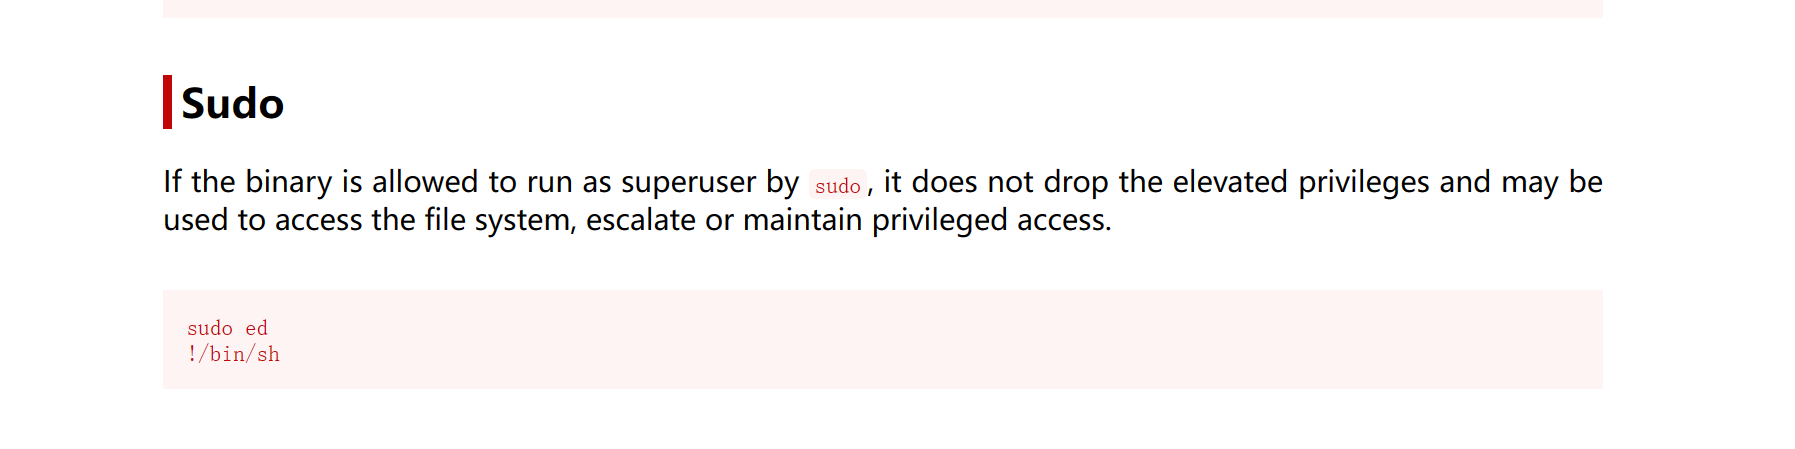 Sudo
If the binary is allowed to run as superuser by sudo, it does not drop the elevated privileges and may be
used to access the file system, escalate or maintain privileged access.
sudo ed
!/bin/sh